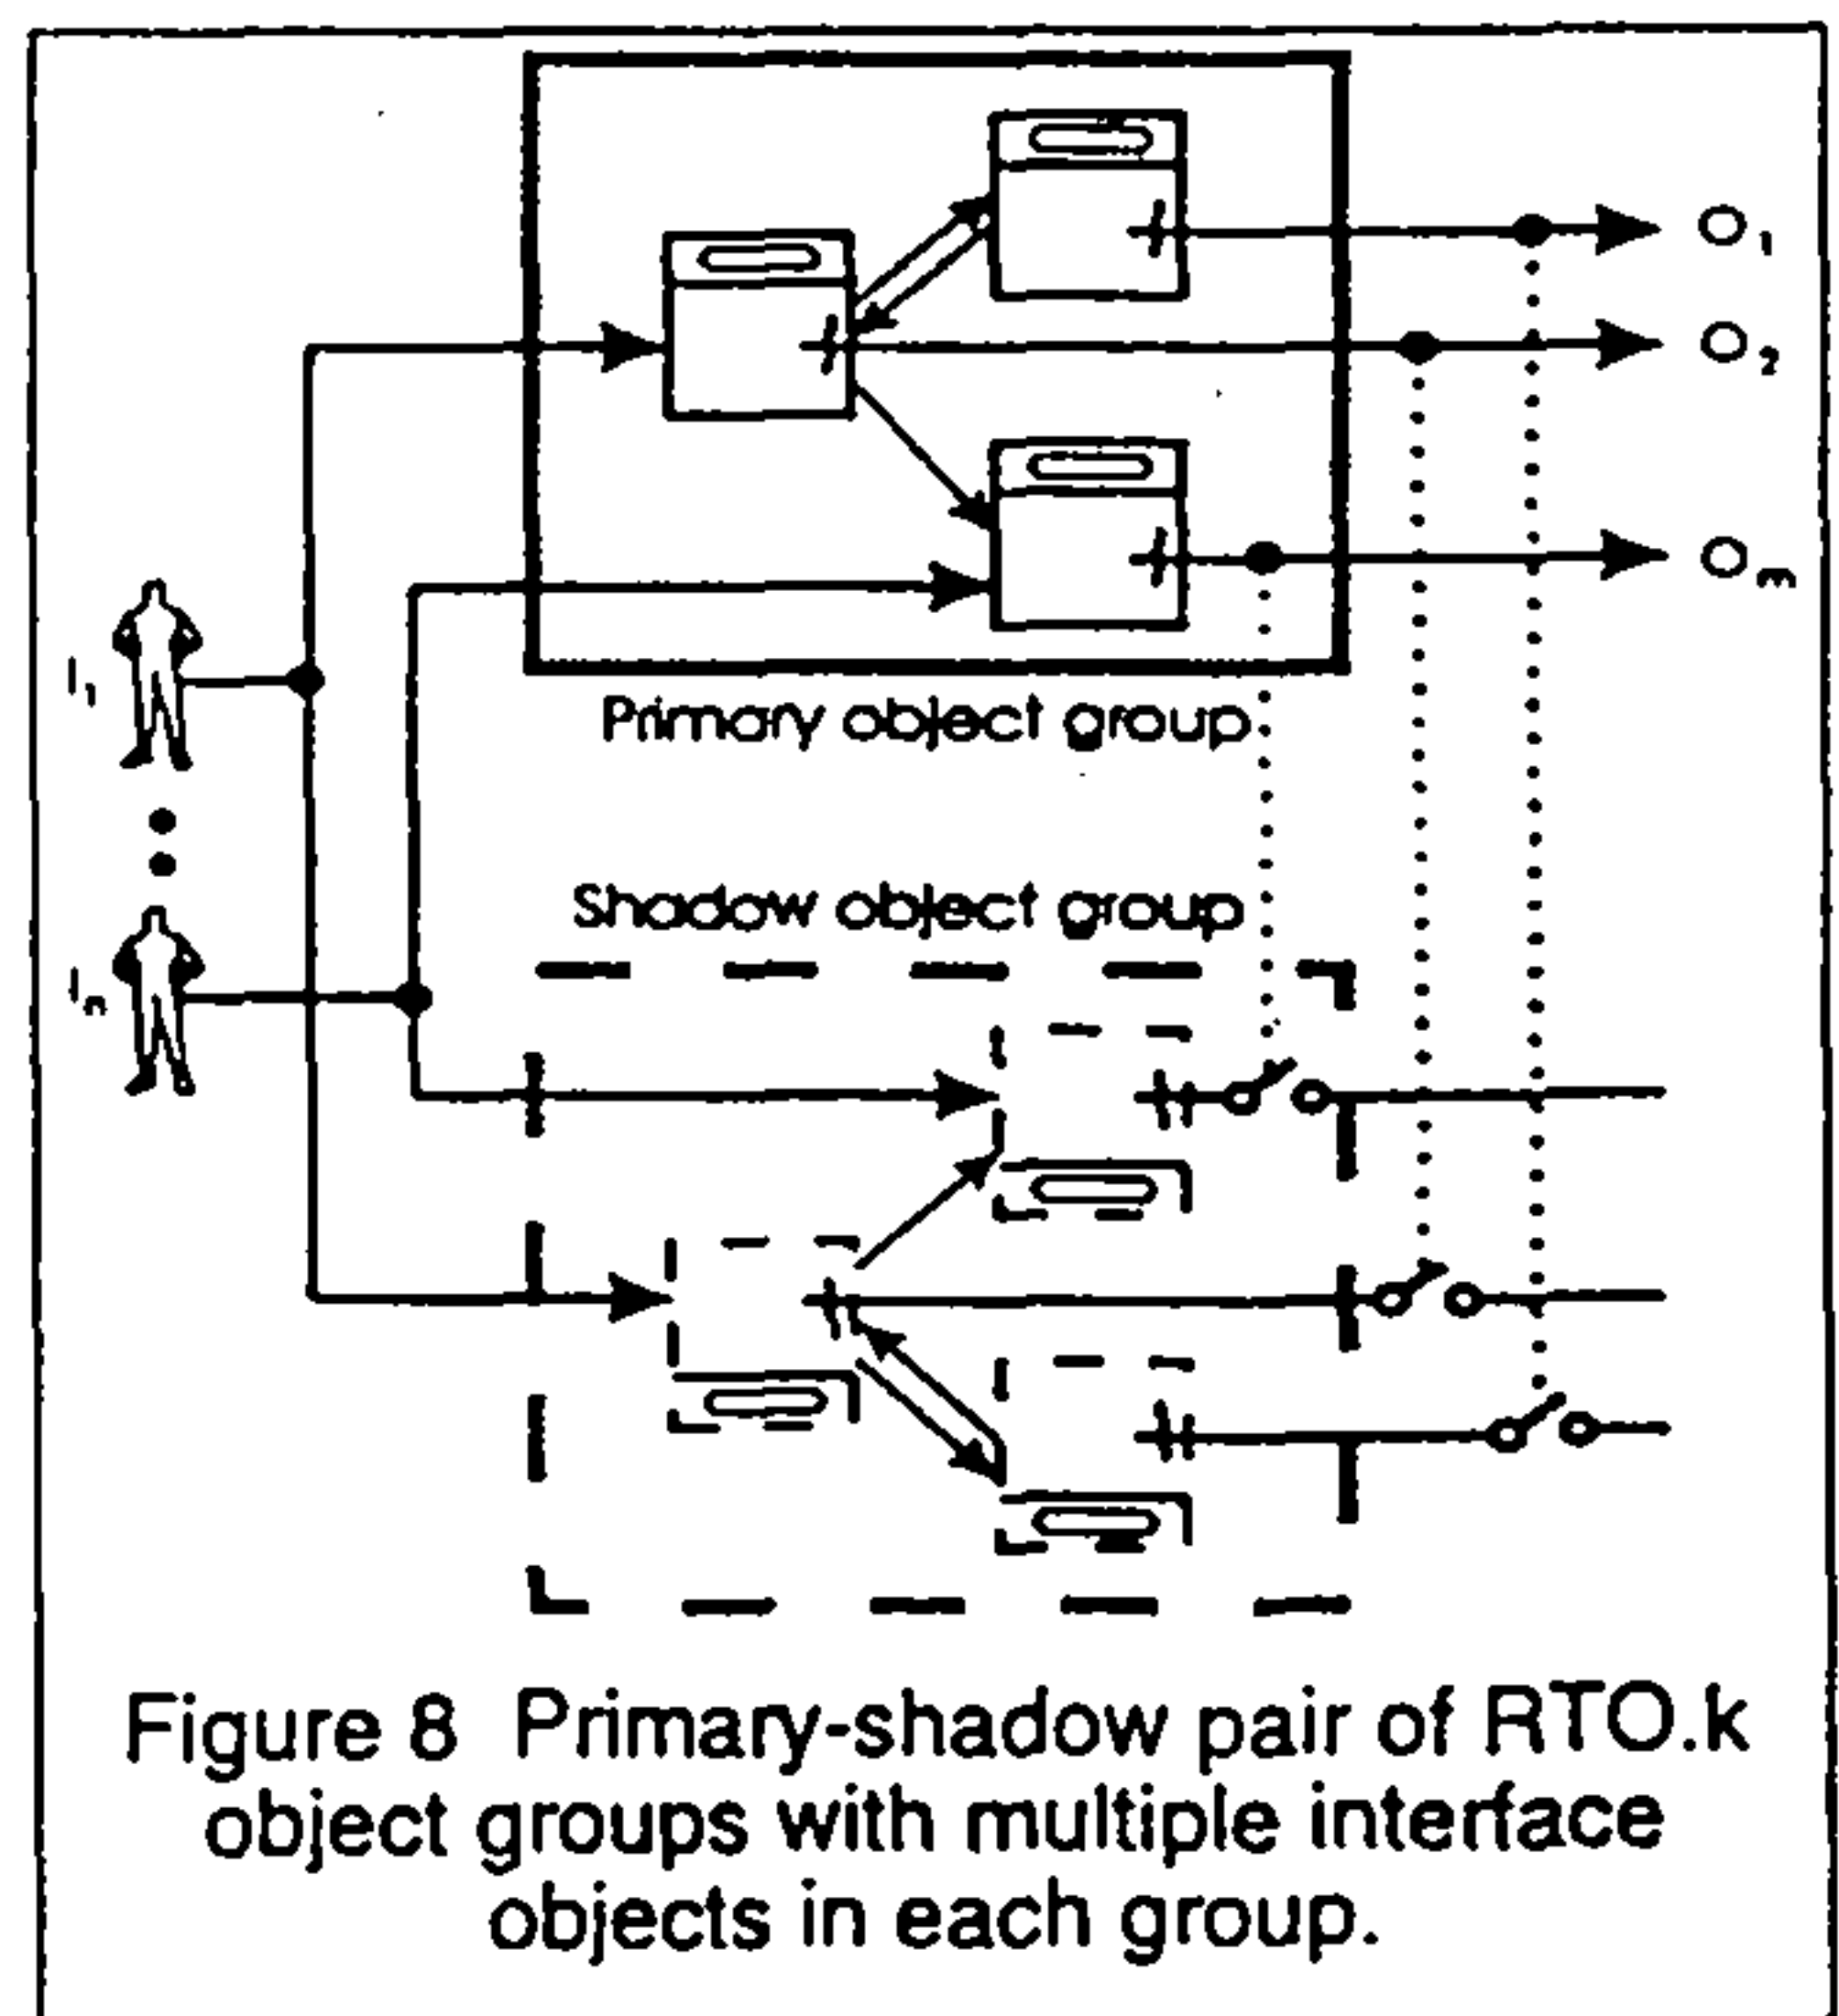 O1
O2
Om
I1
Primary object group
Shadow object group
In
Figure 8 Primary-shadow pair of RTO.k
object groups with multiple interface
objects in each group.